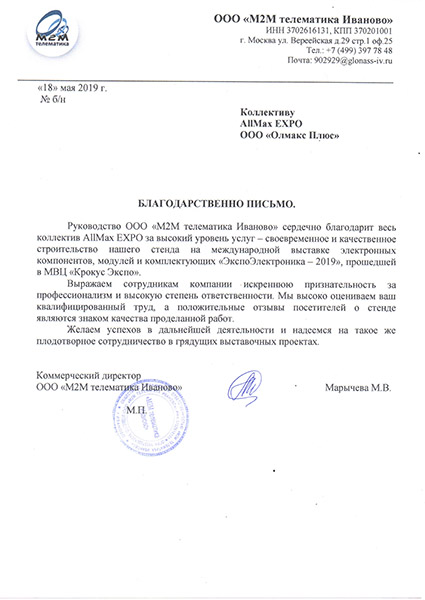 М2М
телематика
ООО «М2М телематика Иваново»
ИНН 3702616131, КПП 370201001
г. Москва ул. Верейская д.29 стр.1 оф.25
Тел.: +7 (499) 397 78 48
Почта: 902929@glonass-iv.ru
«18» мая 2019 г.
№ б/н
Коллективу
AllMax EXPO
ООО «Олмакс Плюс»
БЛАГОДАРСТВЕННО ПИСЬМО.
Руководство ООО «М2М телематика Иваново» сердечно благодарит весь
коллектив AllMax EXPO за высокий уровень услуг – своевременное и качественное
строительство нашего стенда на международной выставке электронных
компонентов, модулей и комплектующих «ЭкспоЭлектроника – 2019», прошедшей
в МВЦ «Крокус Экспо».
Выражаем сотрудникам компании искреннюю признательность за
профессионализм и высокую степень ответственности. Мы высоко оцениваем ваш
квалифицированный труд, а положительные отзывы посетителей о стенде
являются знаком качества проделанной работ.
Желаем успехов в дальнейшей деятельности и надеемся на такое же
плодотворное сотрудничество в грядущих выставочных проектах.
Коммерческий директор
ООО «М2М телематика Иваново»
Марычева М.В.
М.П.